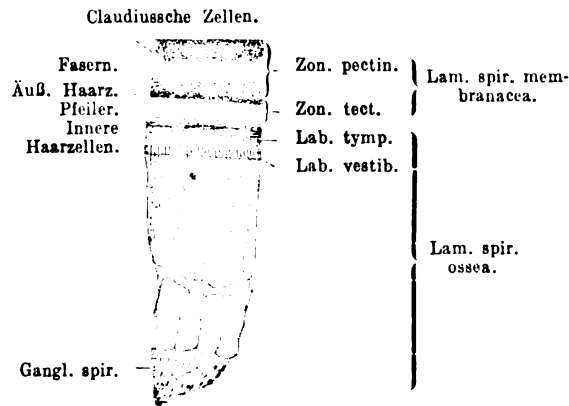 Claudiussche Zellen.
Fasern.
Äuß. Haarz.
Pfeiler.
Innere
Haarzellen.
Gangl. spir.
Zon. pectin.
Zon. tect.
Lab. tymp.
Lab. vestib.
Lam. spir. mem-
branacea.
Lam. spir.
ossea.